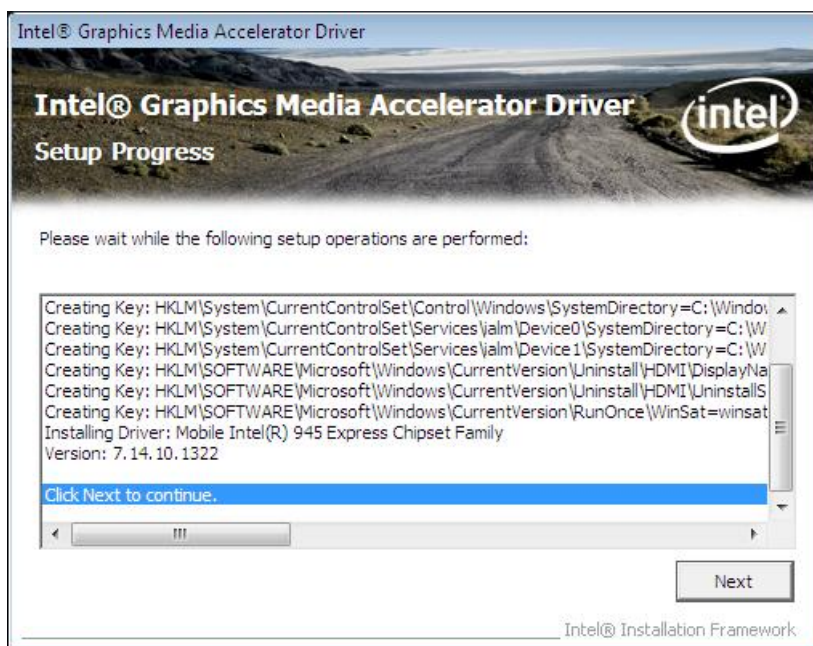 Intel® Graphics Media Accelerator Driver
Intel® Graphics Media Accelerator Driver
intel
Setup Progress
Please wait while the following setup operations are performed:
Creating Key: HKLM\System\CurrentControlSet\Control\Windows\SystemDirectory=C:\Window
Creating Key: HKLM\System\CurrentControlSet\Services\ialm\Device0\SystemDirectory=C:\W
Creating Key: HKLM\System\CurrentControlSet\Services\ialm\Device1\SystemDirectory=C:\W
Creating Key: HKLM\SOFTWARE\Microsoft\Windows\CurrentVersion\Uninstall\HDMI\DisplayNa
Creating Key: HKLM\SOFTWARE\Microsoft\Windows\CurrentVersion\Uninstall\HDMI\UninstallS
Creating Key: HKLM\SOFTWARE\Microsoft\Windows\CurrentVersion\RunOnce\WinSat=winsat
Installing Driver: Mobile Intel(R) 945 Express Chipset Family
Version: 7.14.10.1322
Click Next to continue.
Next
Intel® Installation Framework